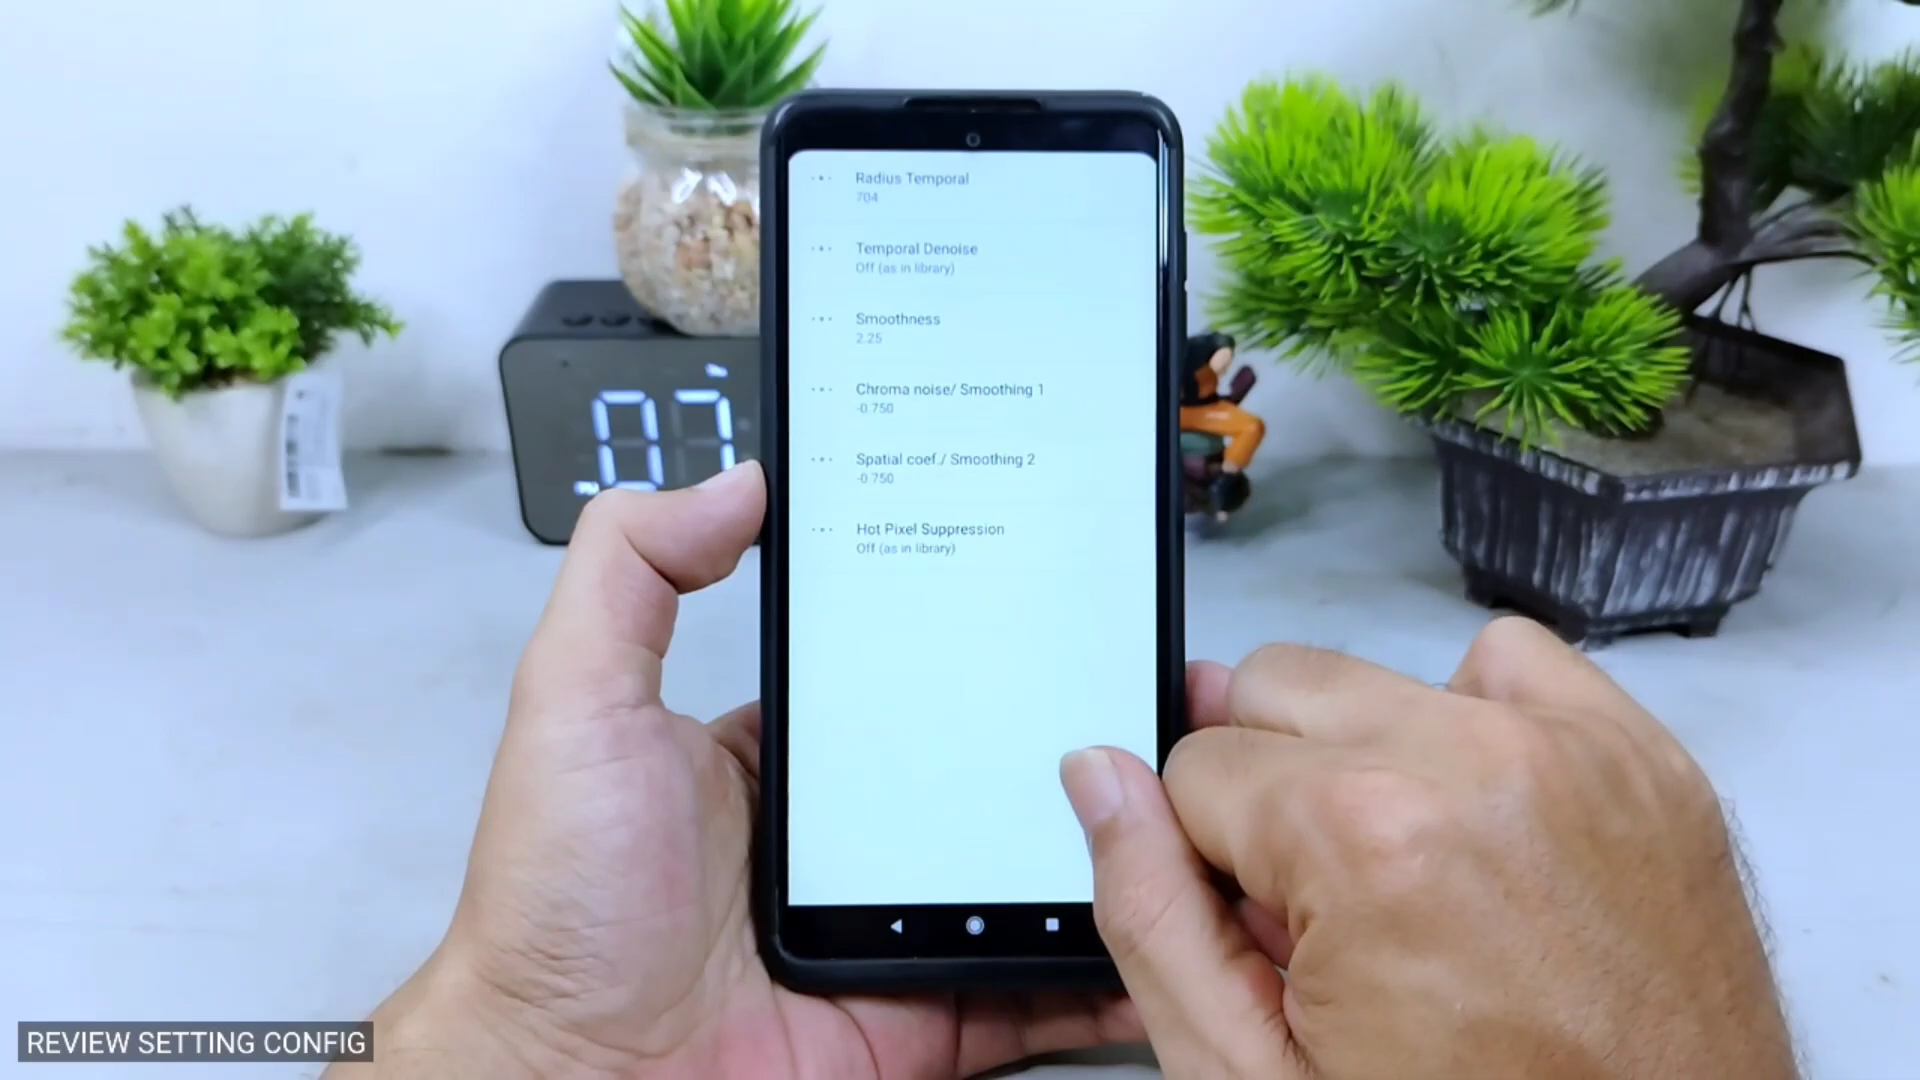 Radius Temporal
704
Temporal Denoise
Off (as in library)
Smoothness
2.25
Chroma noise/ Smoothing 1
-0.750
Spatial coef./ Smoothing 2
-0.750
Hot Pixel Suppression
Off (as in library)
07
REVIEW SETTING CONFIG